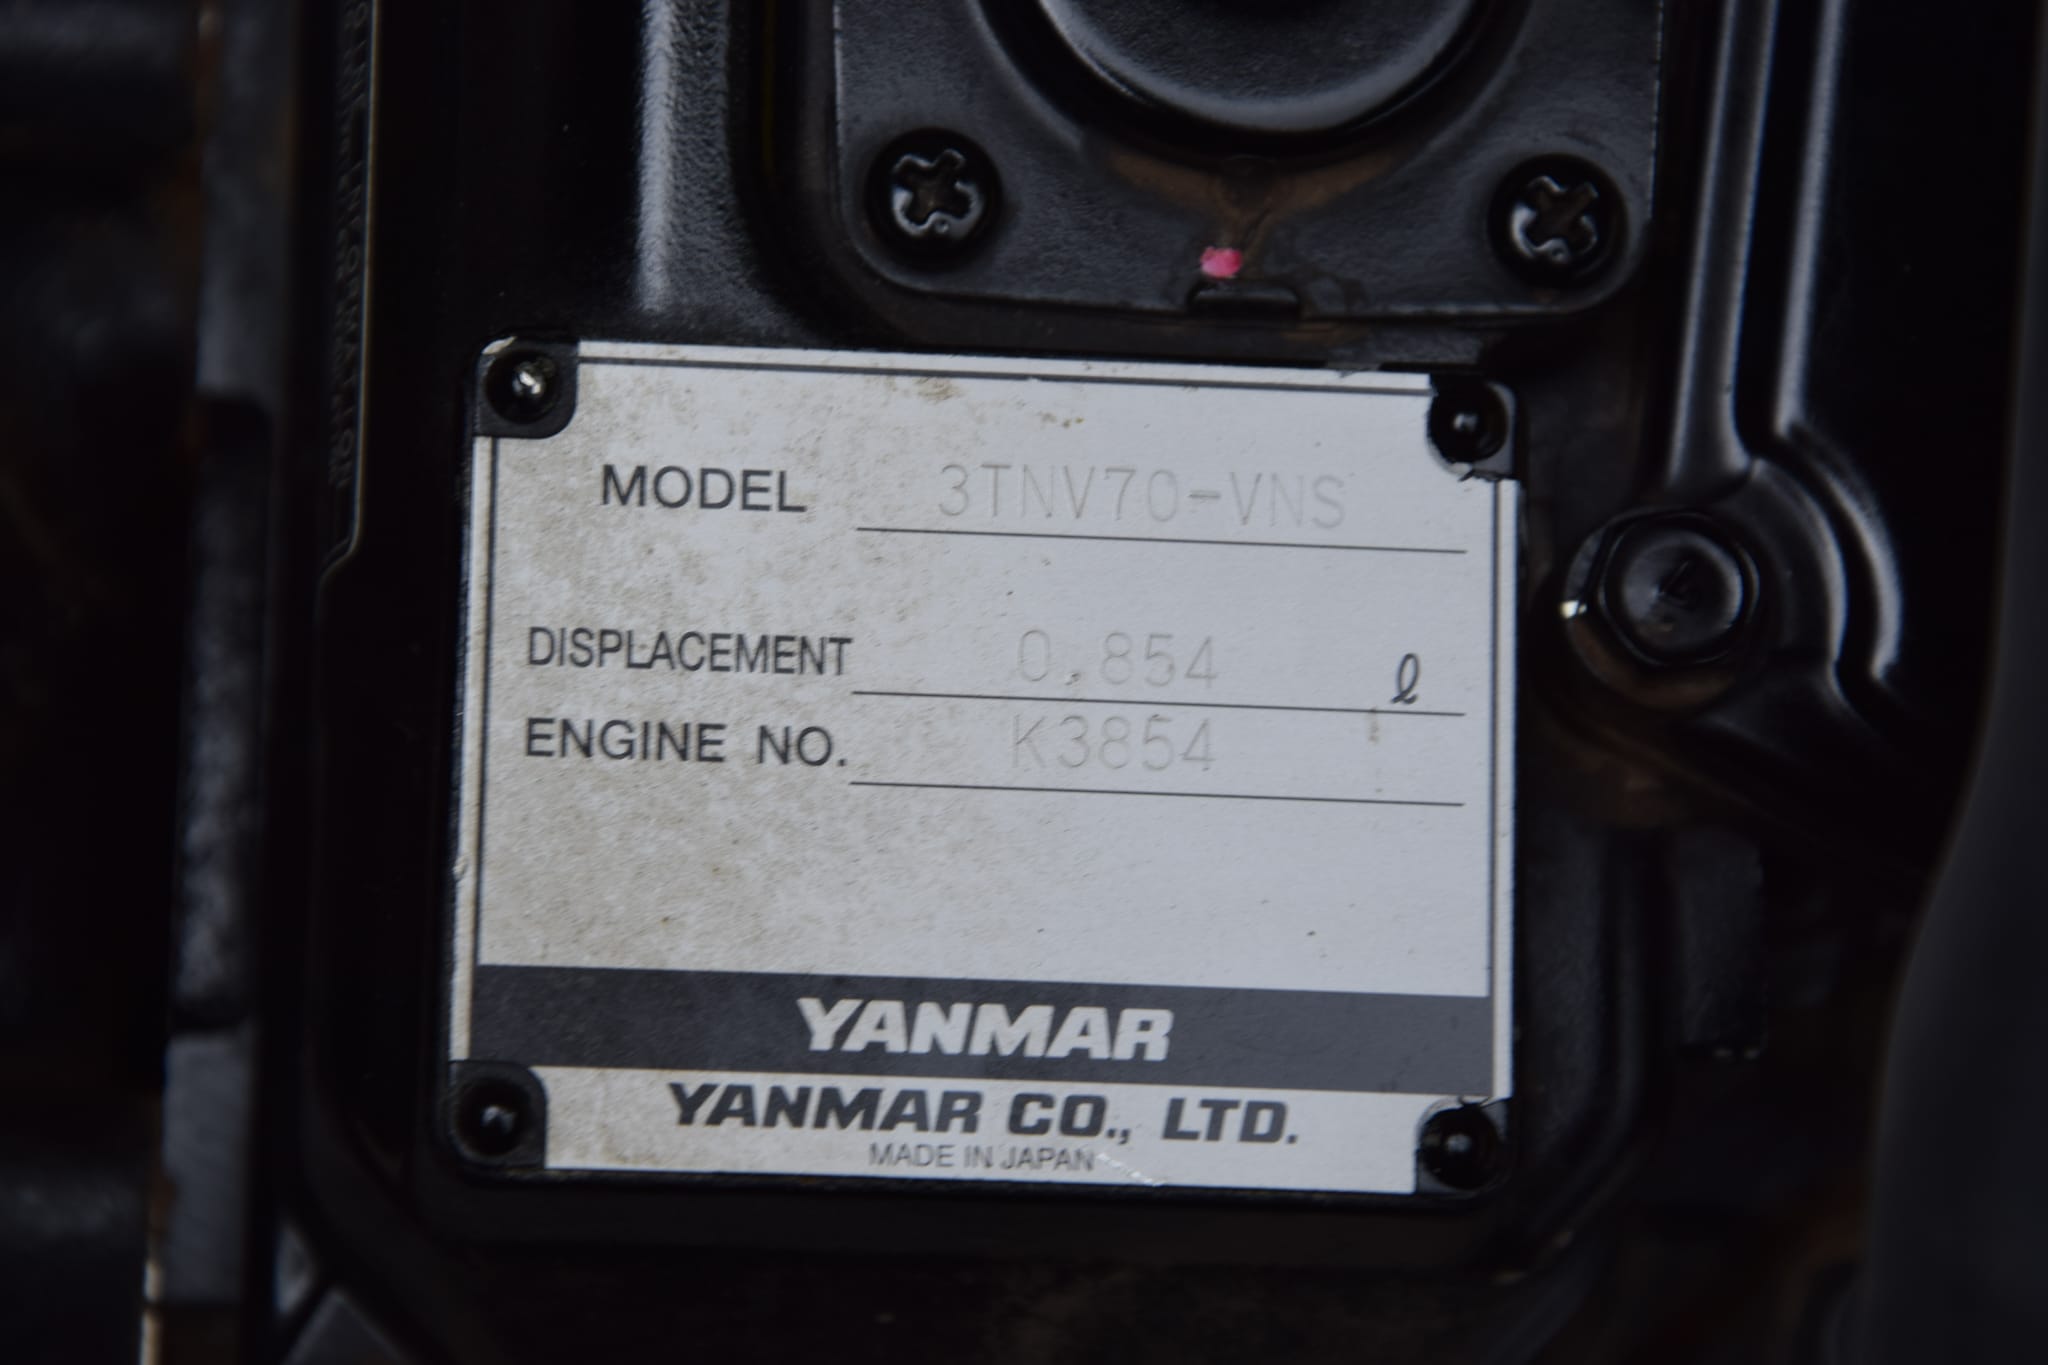 MODEL 3TNV70-VNS
DISPLACEMENT 0.854 ℓ
ENGINE NO. K3854
YANMAR
YANMAR CO., LTD.
MADE IN JAPAN